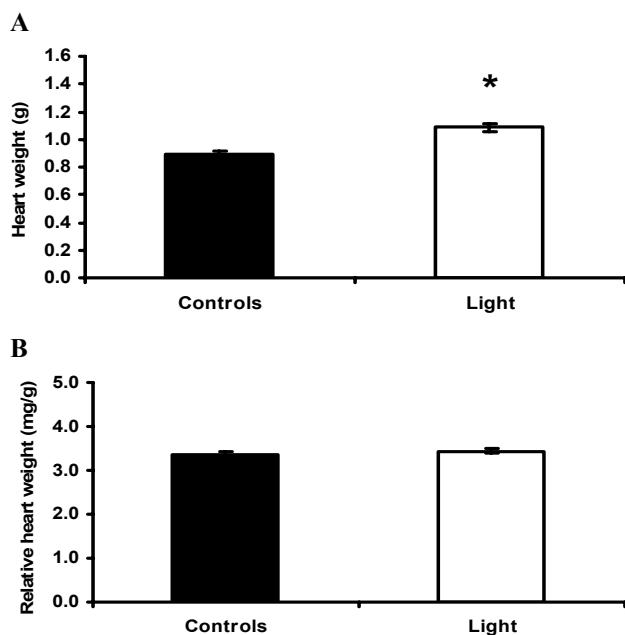 A
Heart weight (g)
1.6
1.4
1.2
1.0
0.8
0.6
0.4
0.2
0.0
*
Controls Light
B
Relative heart weight (mg/g)
5.0
4.0
3.0
2.0
1.0
0.0
Controls Light